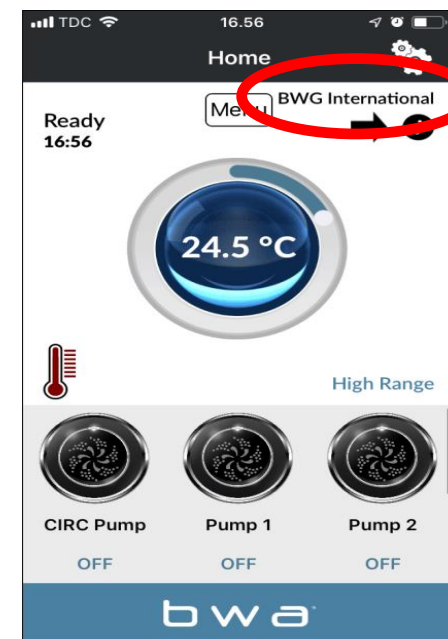 TDC 16.56
Home
Menu BWG International
Ready
16:56
24.5 °C
High Range
CIRC Pump Pump 1 Pump 2
OFF OFF OFF
bwa